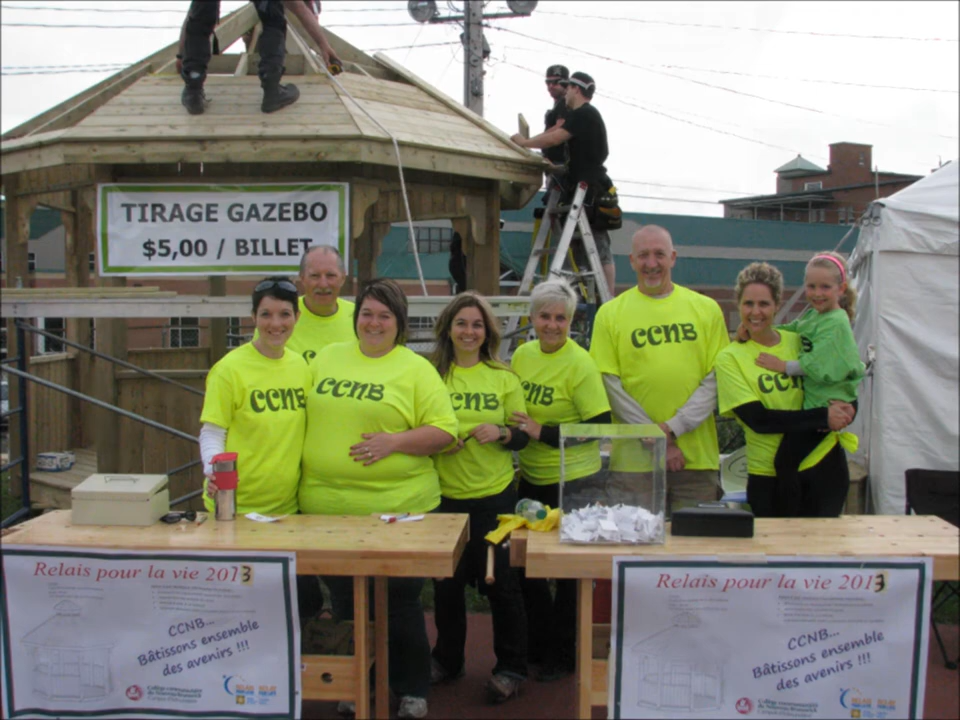 TIRAGE GAZEBO
$5,00 / BILLET
CCNB
CCNB
CCNB
CCNB
CCNB
CCNB
Relais pour la vie 2013
CCNB...
Bâtissons ensemble
des avenirs !!!
Relais pour la vie 2013
CCNB...
Bâtissons ensemble
des avenirs !!!